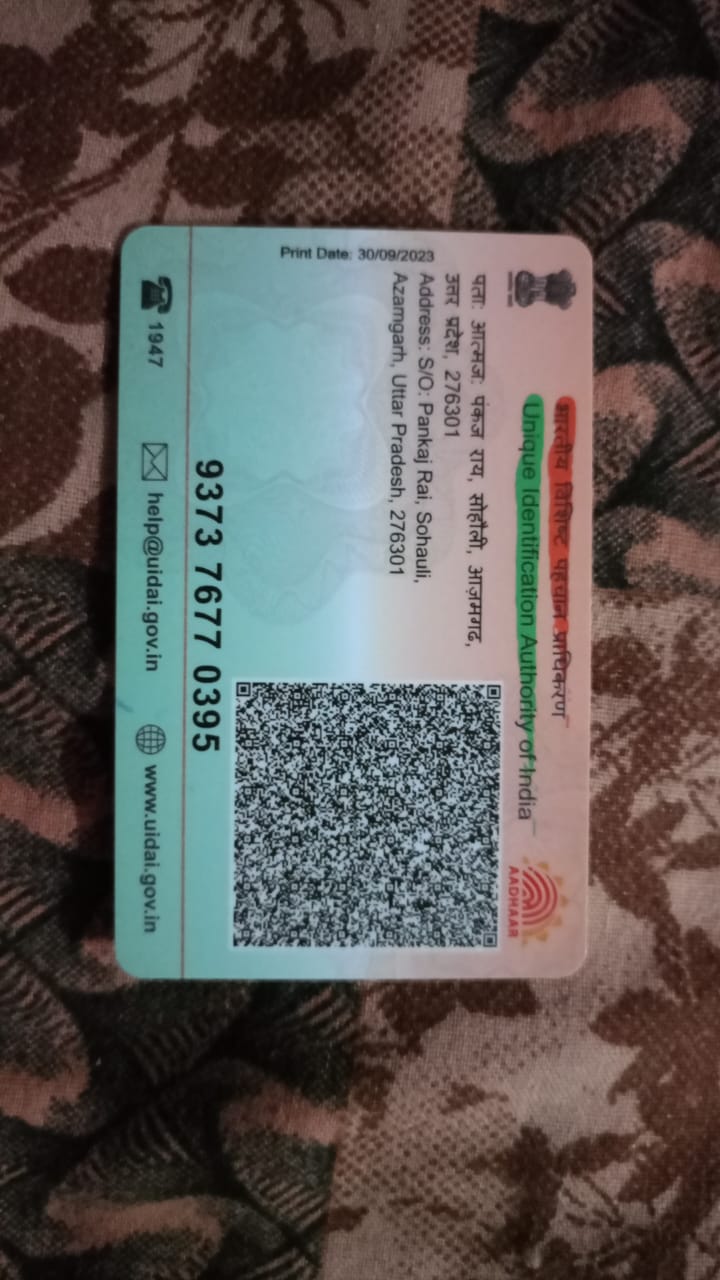 भारतीय विशिष्ट पहचान प्राधिकरण
Unique Identification Authority of India
AADHAAR
Print Date: 30/09/2023
पता: आत्मज: पंकज राय, सोहौली, आज़मगढ,
उत्तर प्रदेश, 276301
Address: S/O: Pankaj Rai, Sohauli,
Azamgarh, Uttar Pradesh, 276301
9373 7677 0395
1947
help@uidai.gov.in
www.uidai.gov.in